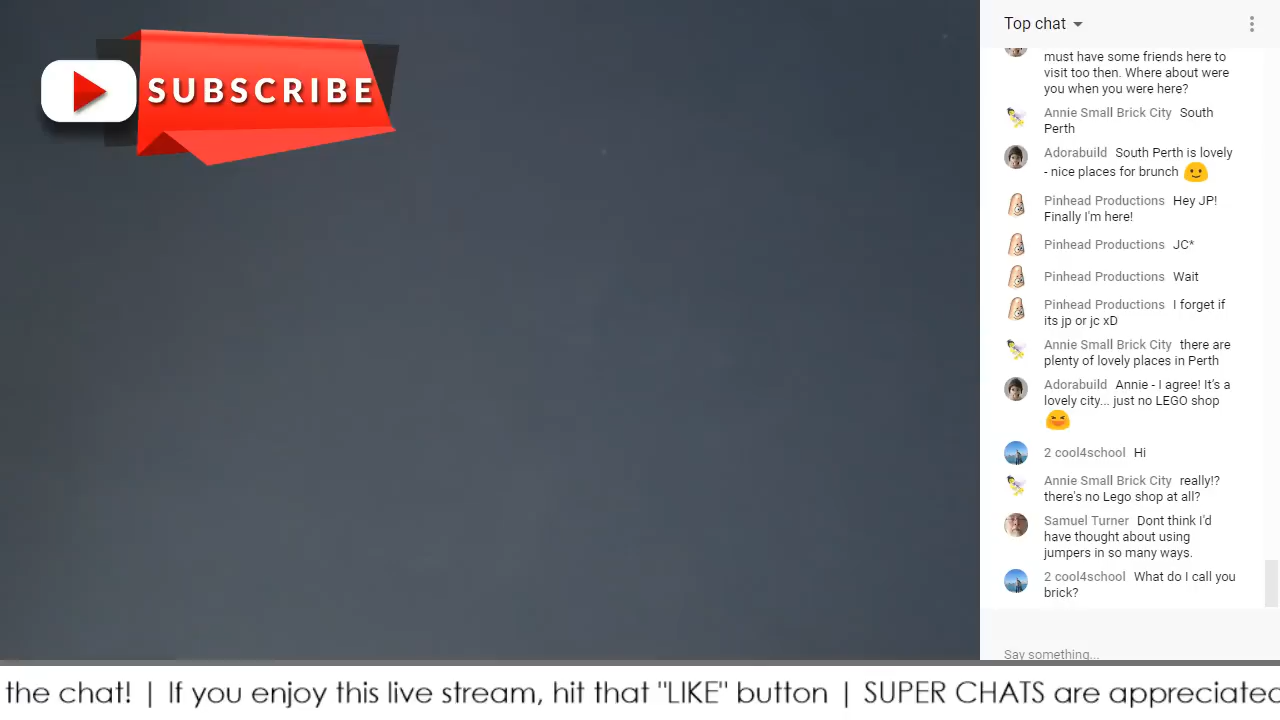 SUBSCRIBE
Top chat
must have some friends here to
visit too then. Where about were
you when you were here?
Annie Small Brick City South
Perth
Adorabuild South Perth is lovely
- nice places for brunch
Pinhead Productions Hey JP!
Finally I'm here!
Pinhead Productions JC*
Pinhead Productions Wait
Pinhead Productions I forget if
its jp or jc xD
Annie Small Brick City there are
plenty of lovely places in Perth
Adorabuild Annie - I agree! It's a
lovely city... just no LEGO shop
2 cool4school Hi
Annie Small Brick City really!?
there's no Lego shop at all?
Samuel Turner Dont think I'd
have thought about using
jumpers in so many ways.
2 cool4school What do I call you
brick?
Say something...
the chat! | If you enjoy this live stream, hit that "LIKE" button | SUPER CHATS are appreciated